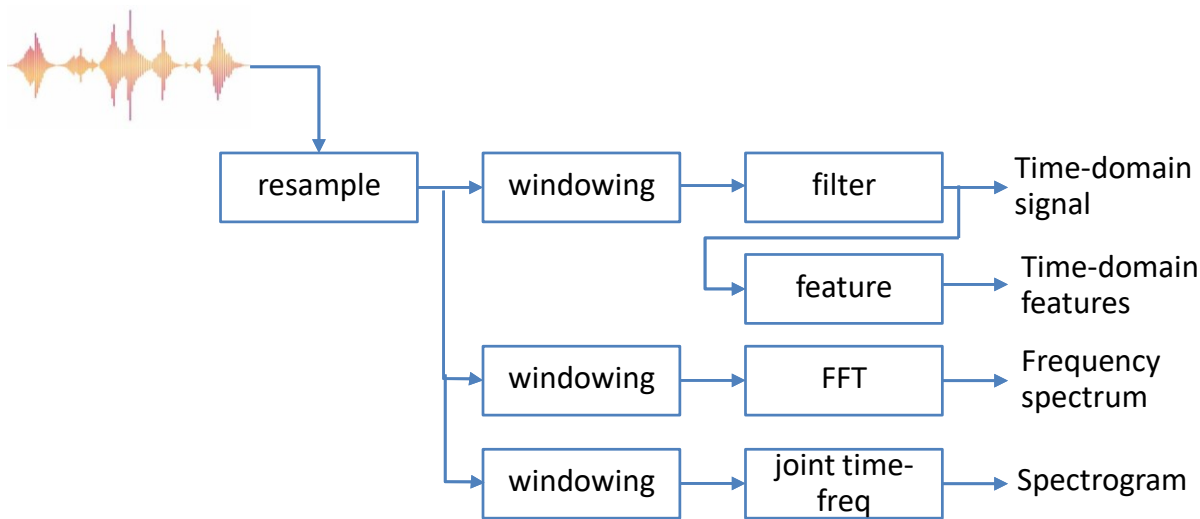 resample
windowing
filter
Time-domain
signal
feature
Time-domain
features
windowing
FFT
Frequency
spectrum
windowing
joint time-
freq
Spectrogram